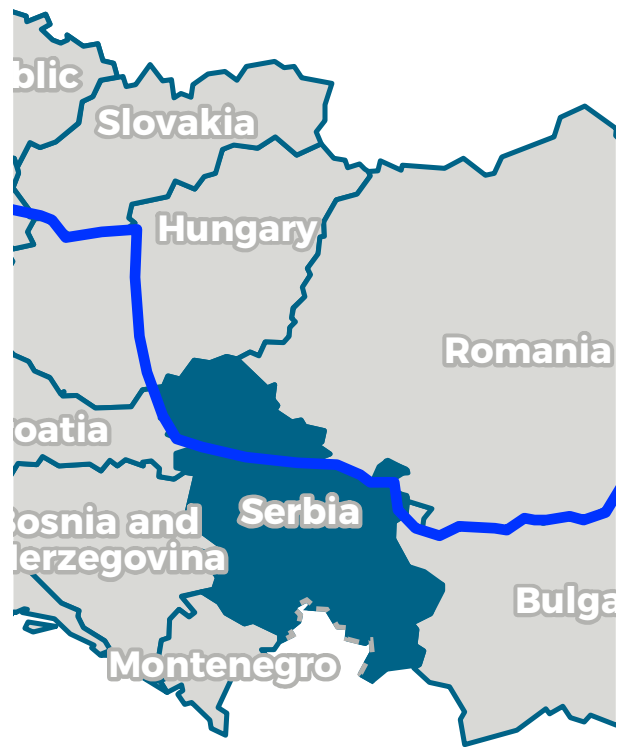 blic
Slovakia
Hungary
Romania
oatia
Serbia
osnia and
erzegovina
Bulga
Montenegro